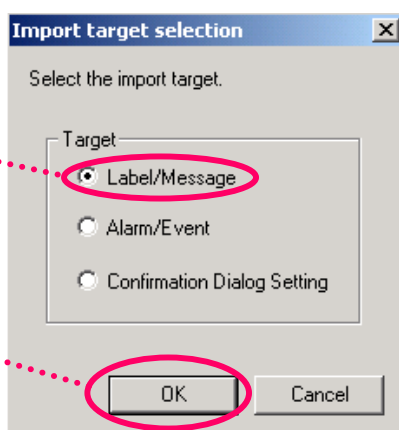 Import target selection
Select the import target.
Target
Label/Message
Alarm/Event
Confirmation Dialog Setting
OK Cancel